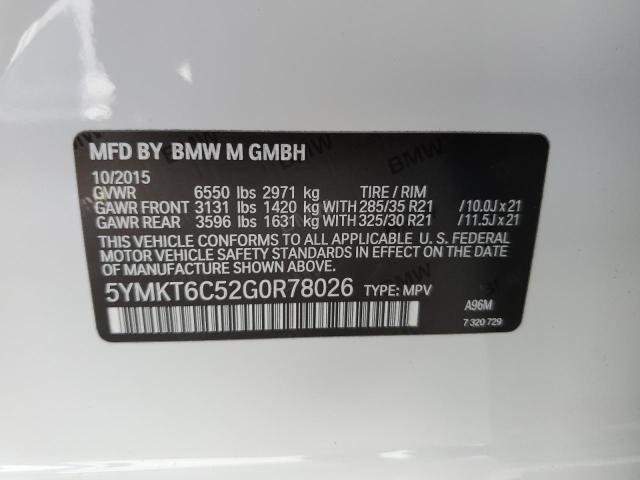 MFD BY BMW M GMBH
10/2015
GVWR 6550 lbs 2971 kg TIRE / RIM
GAWR FRONT 3131 lbs 1420 kg WITH 285/35 R21 /10.0J x 21
GAWR REAR 3596 lbs 1631 kg WITH 325/30 R21 /11.5J x 21
THIS VEHICLE CONFORMS TO ALL APPLICABLE U.S. FEDERAL
MOTOR VEHICLE SAFETY STANDARDS IN EFFECT ON THE DATE
OF MANUFACTURE SHOWN ABOVE.
5YMKT6C52G0R78026 TYPE: MPV
A96M
7 320 729
BMW